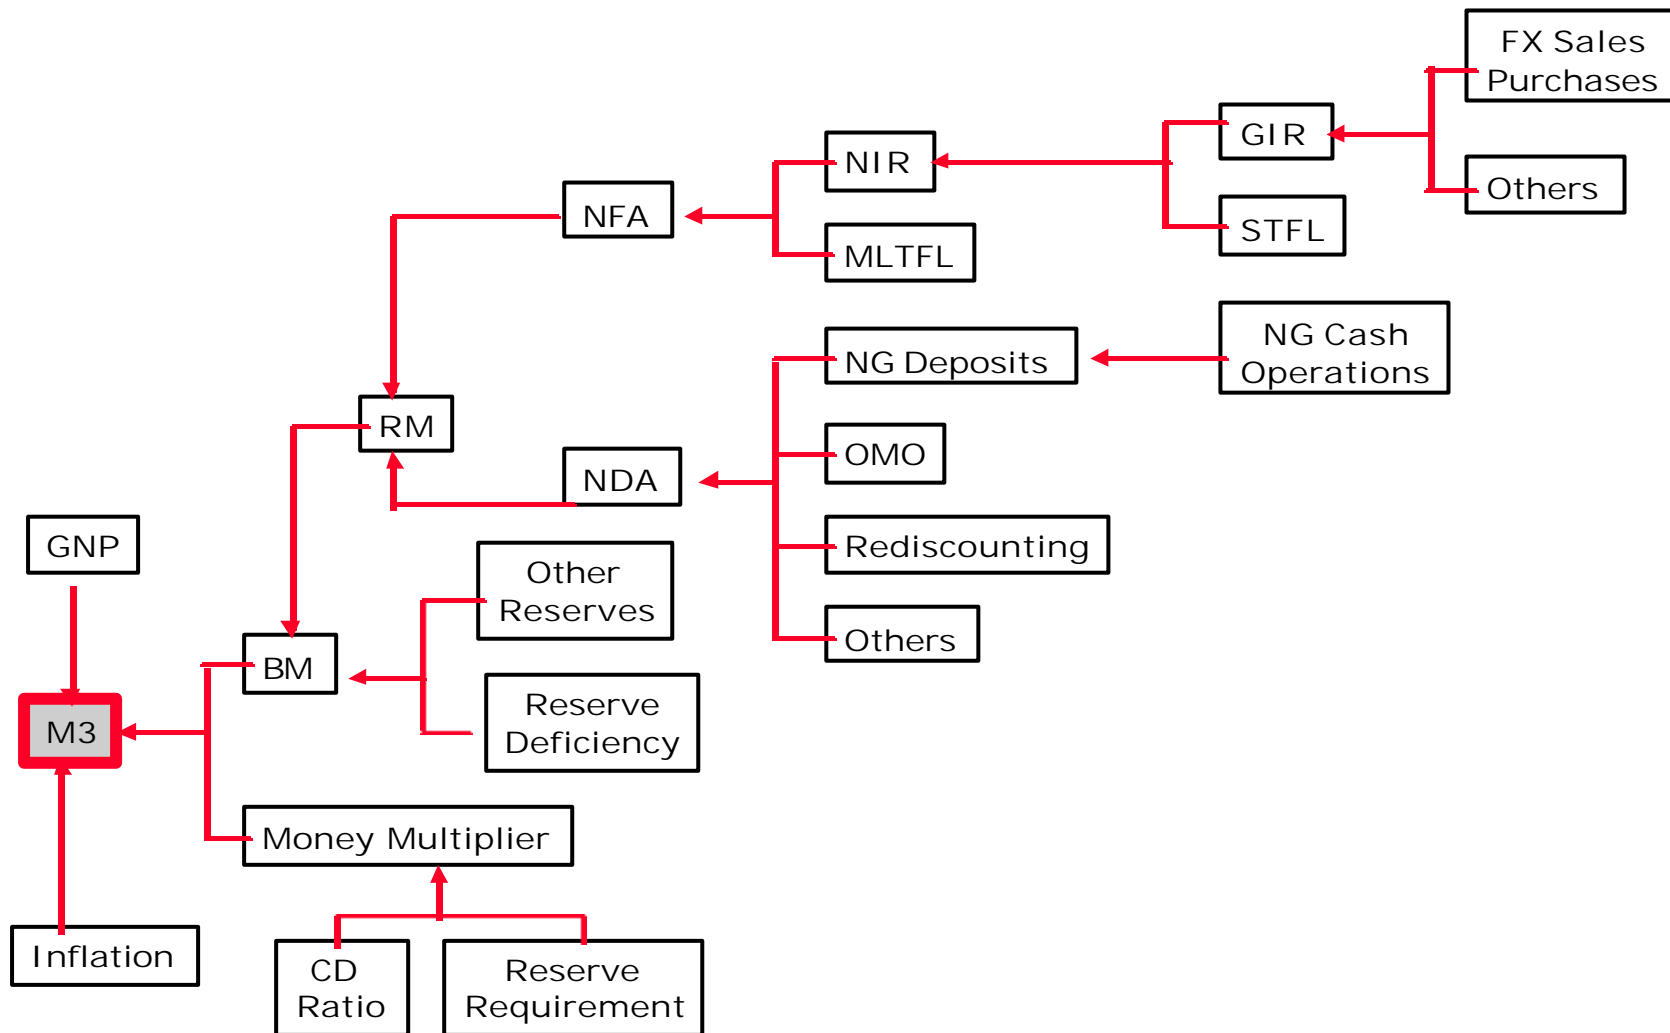 FX Sales
Purchases
GIR
NIR
Others
NFA
STFL
MLTFL
NG Cash
Operations
NG Deposits
RM
OMO
NDA
GNP
Rediscounting
Other
Reserves
Others
BM
Reserve
Deficiency
M3
Money Multiplier
Inflation
CD
Ratio
Reserve
Requirement